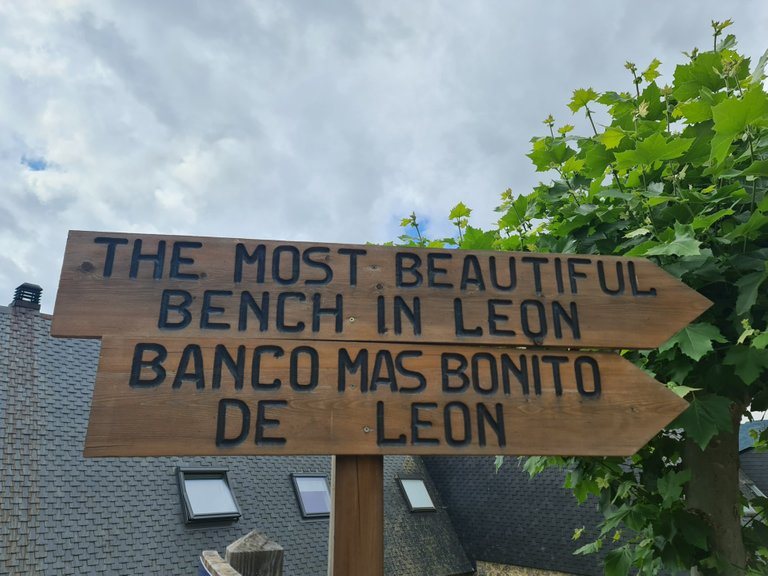 THE MOST BEAUTIFUL
BENCH IN LEON
BANCO MAS BONITO
DE LEON